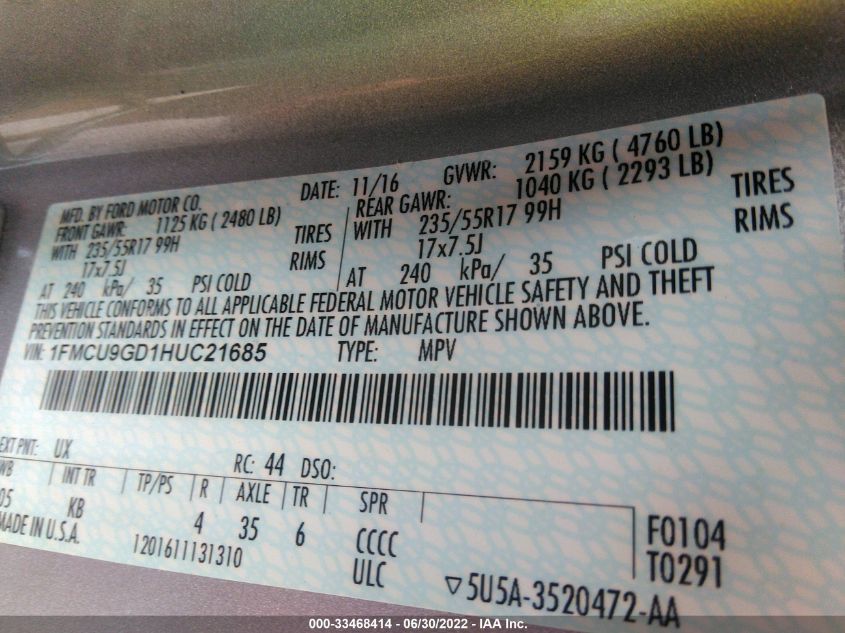 MFD. BY FORD MOTOR CO.
DATE: 11/16 GVWR: 2159 KG ( 4760 LB)
FRONT GAWR: 1125 KG ( 2480 LB)
REAR GAWR: 1040 KG ( 2293 LB)
WITH 235/55R17 99H TIRES
WITH 235/55R17 99H TIRES
17x7.5J RIMS
17x7.5J RIMS
AT 240 kPa/ 35 PSI COLD
AT 240 kPa/ 35 PSI COLD
THIS VEHICLE CONFORMS TO ALL APPLICABLE FEDERAL MOTOR VEHICLE SAFETY AND THEFT
PREVENTION STANDARDS IN EFFECT ON THE DATE OF MANUFACTURE SHOWN ABOVE.
VIN: 1FMCU9GD1HUC21685 TYPE: MPV
EXT PNT: UX RC: 44 DSO:
WB INT TR TP/PS R AXLE TR SPR
05 KB 4 35 6 CCCC F0104
MADE IN U.S.A. 1201611131310 ULC T0291
▽5U5A-3520472-AA
000-33468414 - 06/30/2022 - IAA Inc.